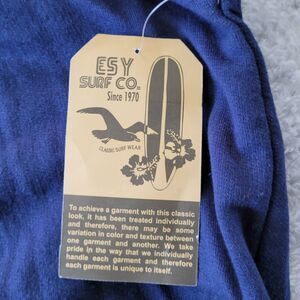 ESY
SURF CO.
Since 1970
CLASSIC SURF WEAR
To achieve a garment with this classic
look, it has been treated individually
and therefore, there may be some
variation in color and texture between
one garment and another. We take
pride in the way that we individually
handle each garment and therefore
each garment is unique to itself.